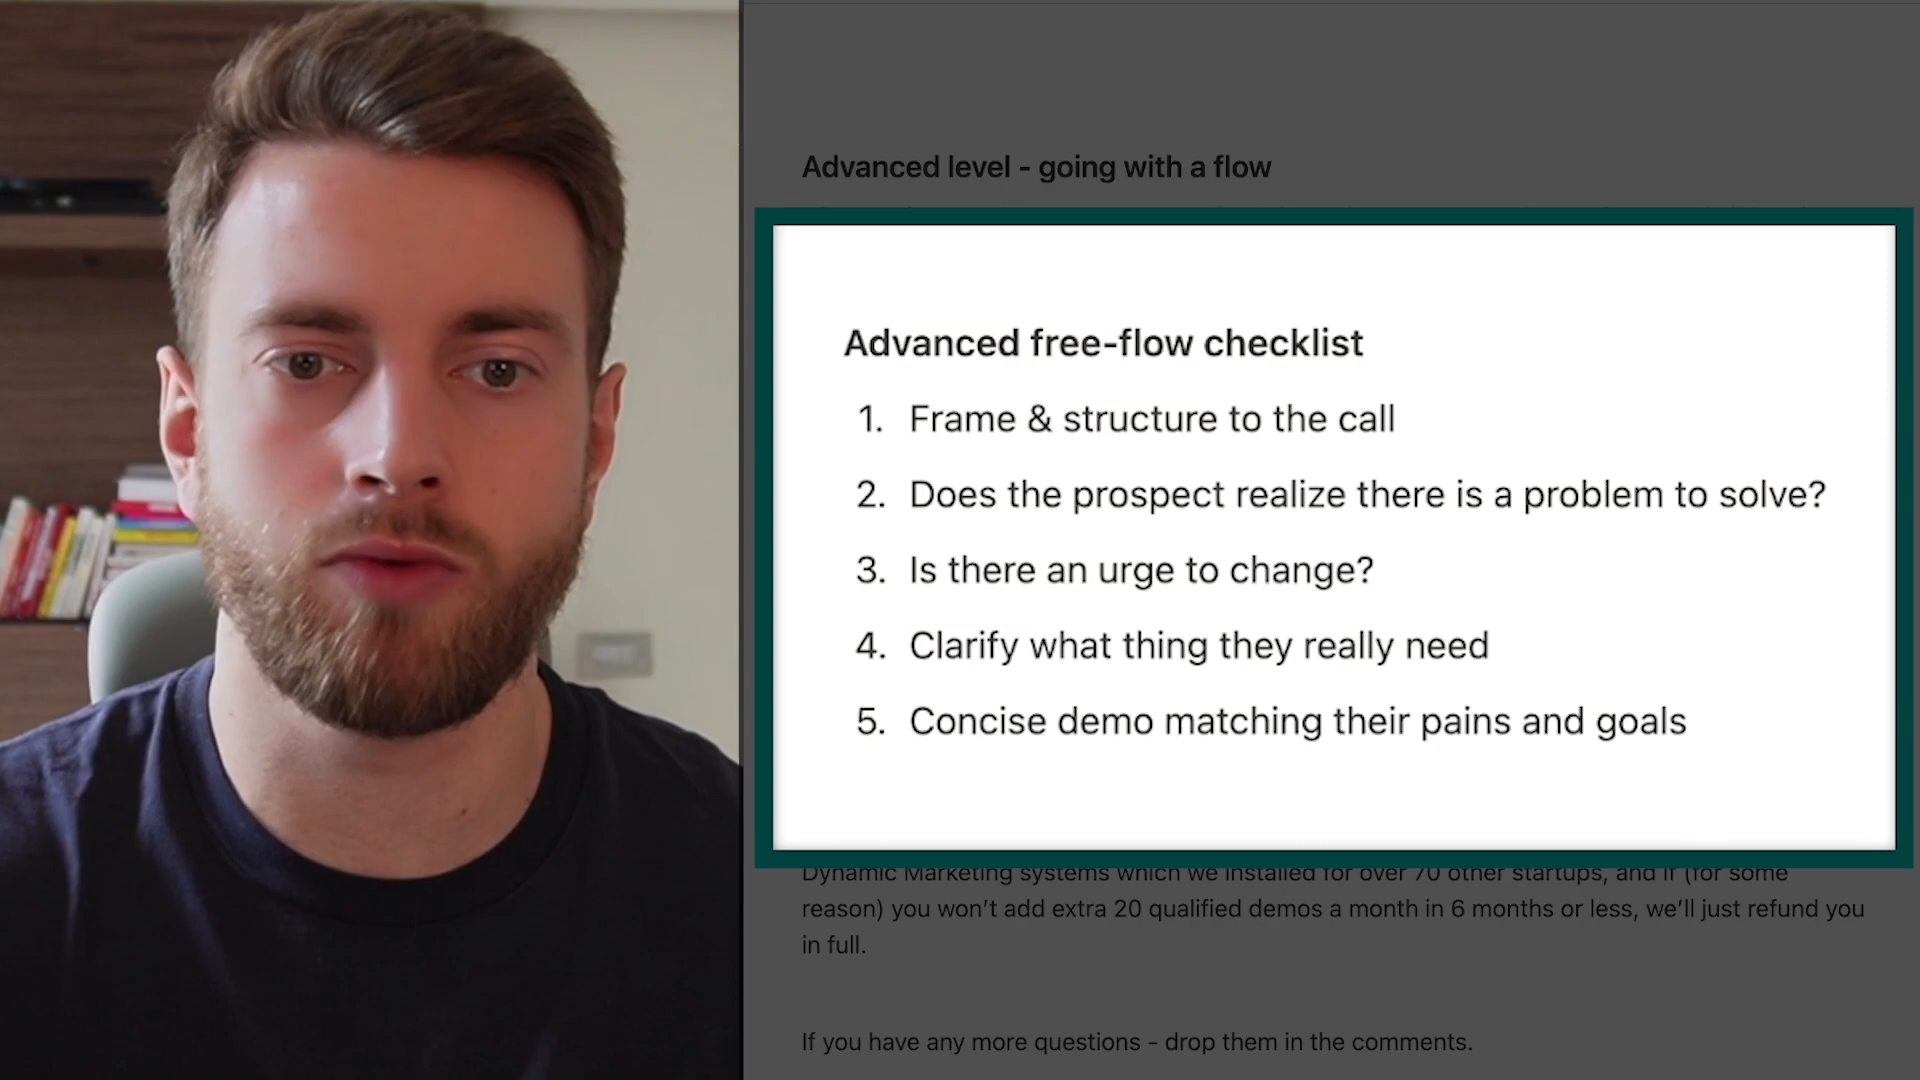 Advanced level - going with a flow
Advanced free-flow checklist
1. Frame & structure to the call
2. Does the prospect realize there is a problem to solve?
3. Is there an urge to change?
4. Clarify what thing they really need
5. Concise demo matching their pains and goals
Dynamic Marketing systems which we installed for over 70 other startups, and if (for some
reason) you won’t add extra 20 qualified demos a month in 6 months or less, we’ll just refund you
in full.
If you have any more questions - drop them in the comments.